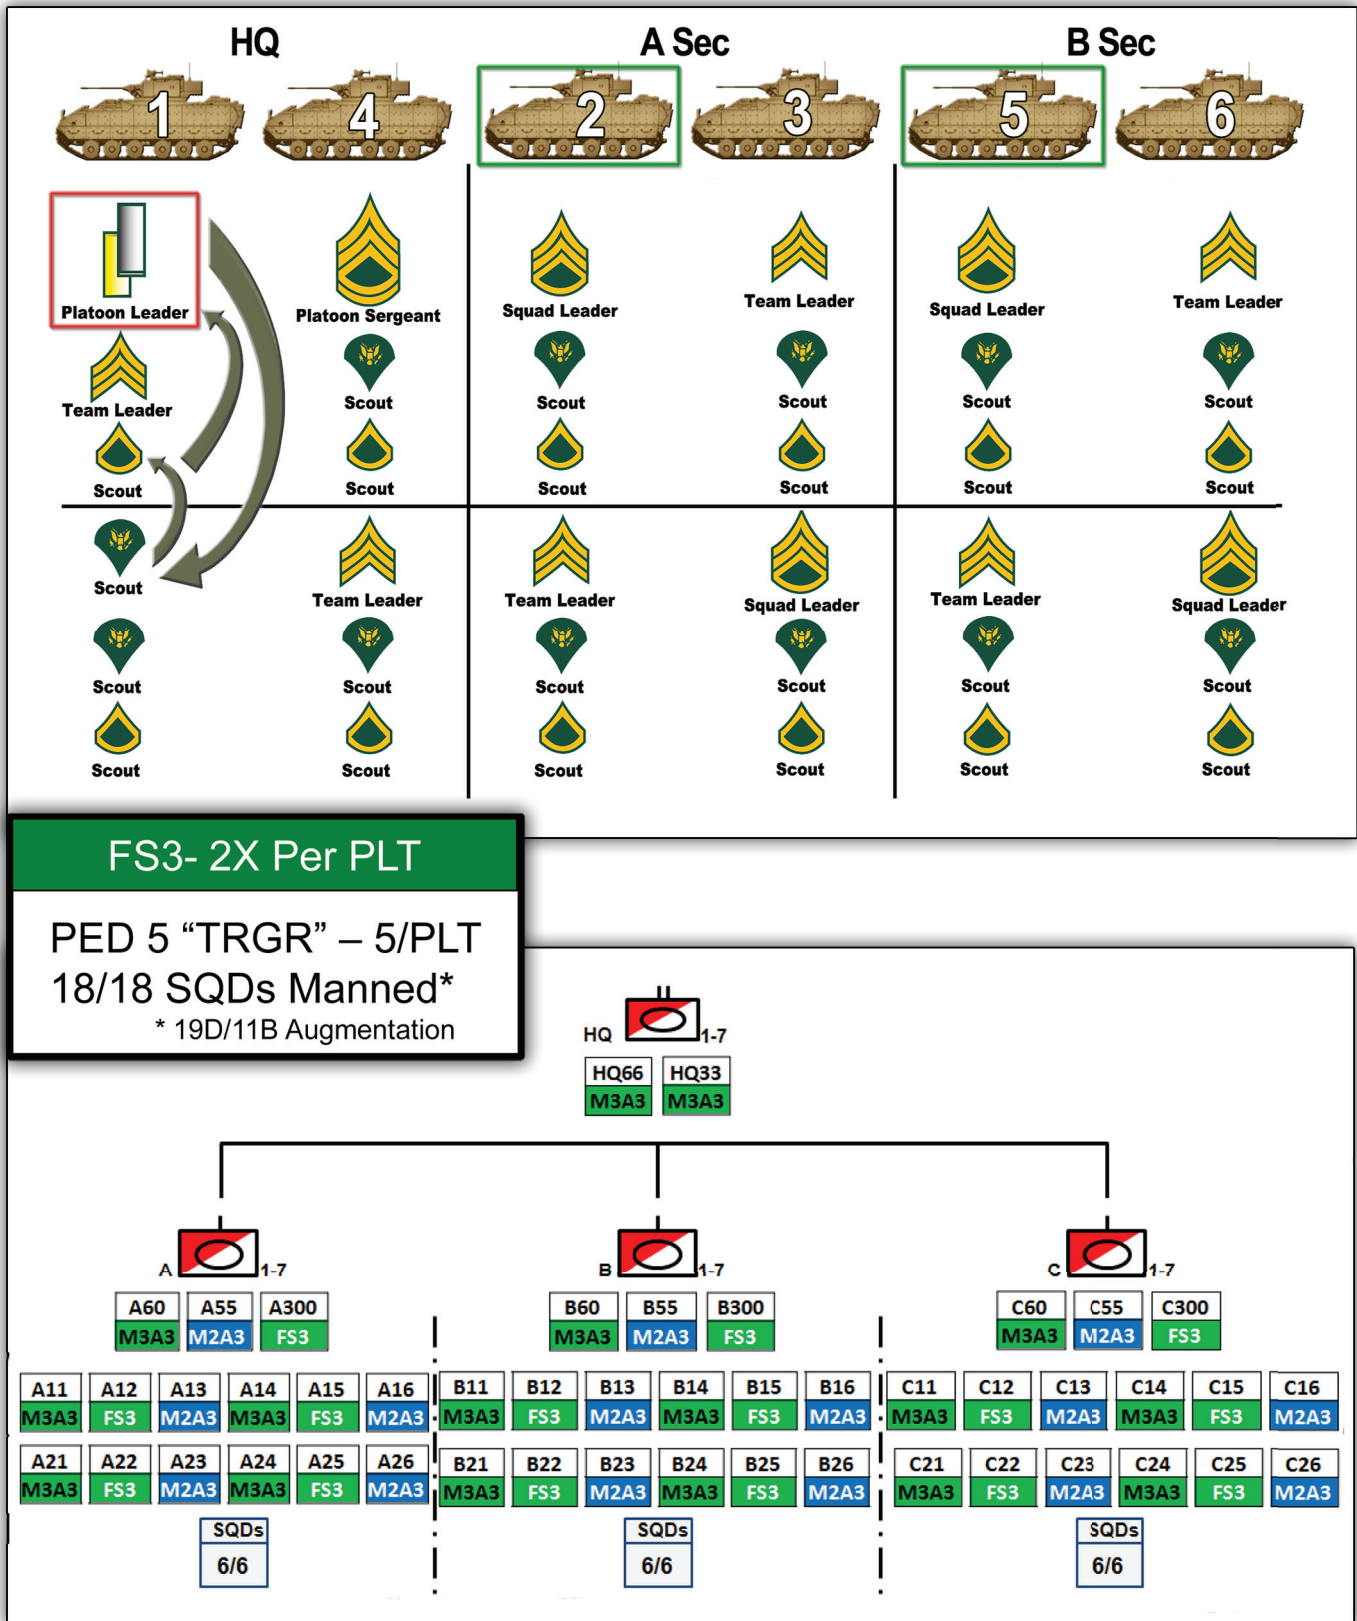 HQ A Sec B Sec
1 4 2 3 5 6
Platoon Leader Platoon Sergeant Squad Leader Team Leader Squad Leader Team Leader
Team Leader Scout Scout Scout Scout Scout
Scout Scout Scout Scout Scout Scout
Scout Team Leader Team Leader Squad Leader Team Leader Squad Leader
Scout Scout Scout Scout Scout Scout
Scout Scout Scout Scout Scout Scout
FS3- 2X Per PLT
PED 5 “TRGR” – 5/PLT
18/18 SQDs Manned*
* 19D/11B Augmentation
HQ 1-7
HQ66 HQ33
M3A3 M3A3
A 1-7 B 1-7 C 1-7
A60 A55 A300 B60 B55 B300 C60 C55 C300
M3A3 M2A3 FS3 M3A3 M2A3 FS3 M3A3 M2A3 FS3
A11 A12 A13 A14 A15 A16 B11 B12 B13 B14 B15 B16 C11 C12 C13 C14 C15 C16
M3A3 FS3 M2A3 M3A3 FS3 M2A3 M3A3 FS3 M2A3 M3A3 FS3 M2A3 M3A3 FS3 M2A3 M3A3 FS3 M2A3
A21 A22 A23 A24 A25 A26 B21 B22 B23 B24 B25 B26 C21 C22 C23 C24 C25 C26
M3A3 FS3 M2A3 M3A3 FS3 M2A3 M3A3 FS3 M2A3 M3A3 FS3 M2A3 M3A3 FS3 M2A3 M3A3 FS3 M2A3
SQDs SQDs SQDs
6/6 6/6 6/6